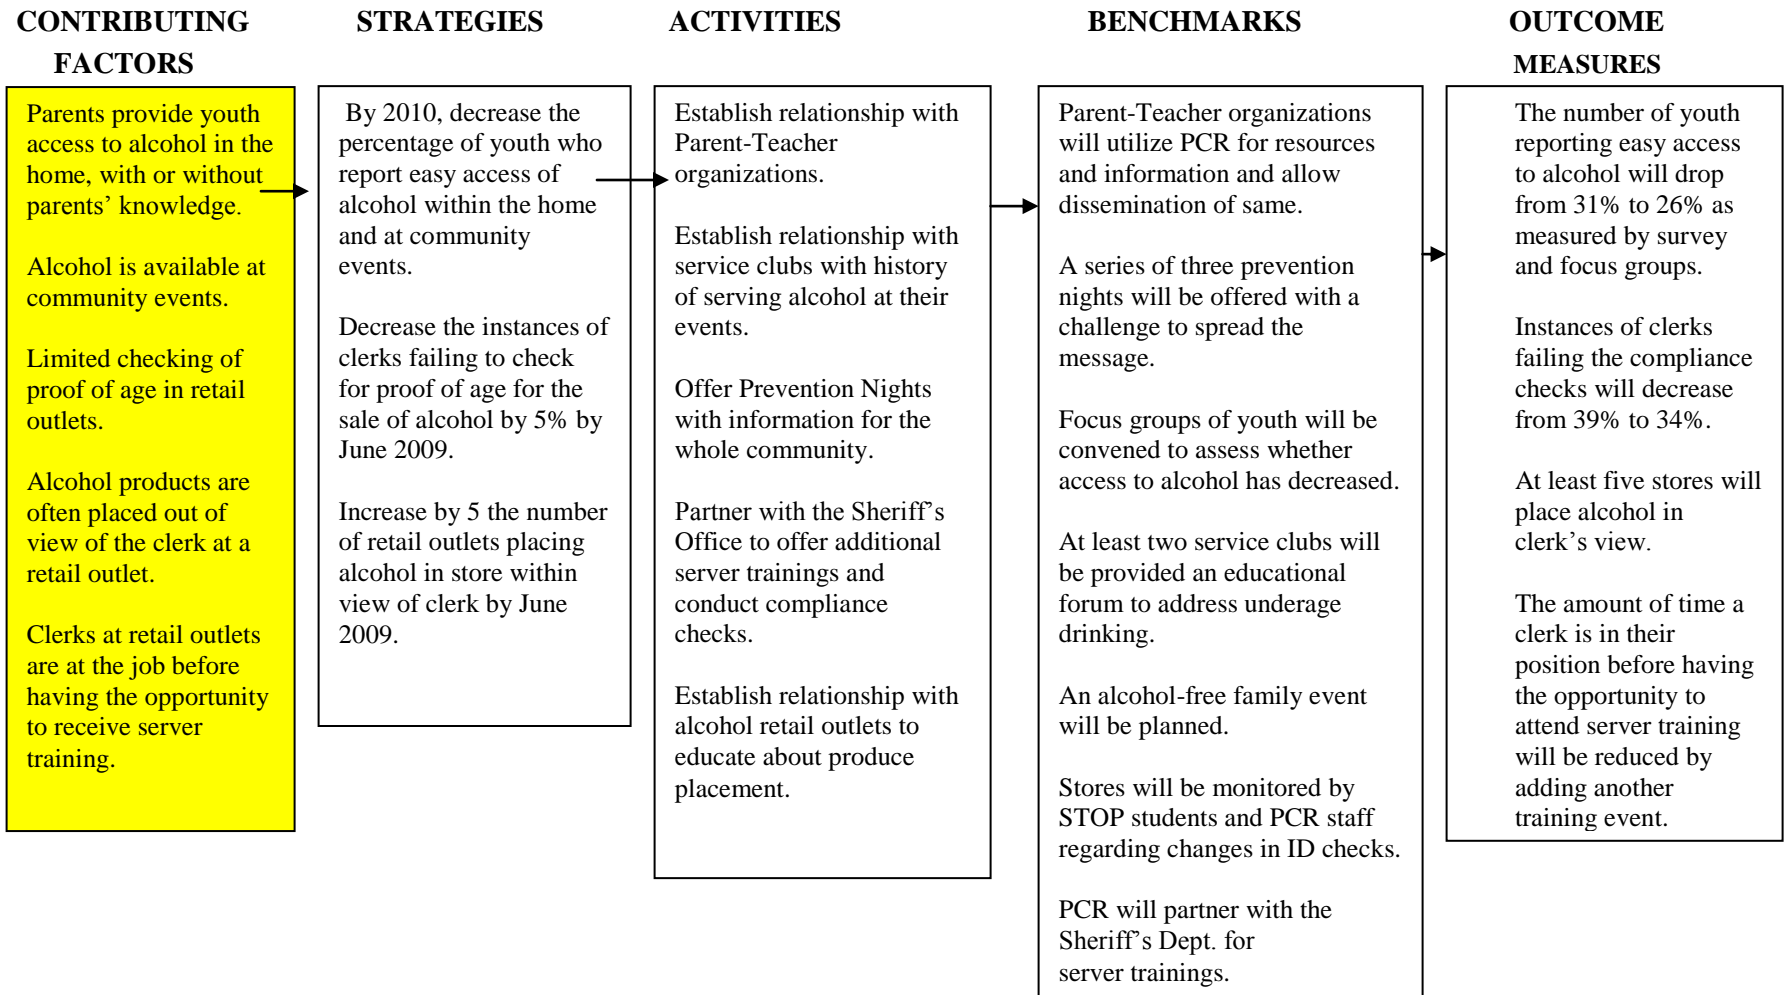 CONTRIBUTING
FACTORS
STRATEGIES
ACTIVITIES
BENCHMARKS
OUTCOME
MEASURES
Parents provide youth
access to alcohol in the
home, with or without
parents’ knowledge.
Alcohol is available at
community events.
Limited checking of
proof of age in retail
outlets.
Alcohol products are
often placed out of
view of the clerk at a
retail outlet.
Clerks at retail outlets
are at the job before
having the opportunity
to receive server
training.
By 2010, decrease the
percentage of youth who
report easy access of
alcohol within the home
and at community
events.
Decrease the instances of
clerks failing to check
for proof of age for the
sale of alcohol by 5% by
June 2009.
Increase by 5 the number
of retail outlets placing
alcohol in store within
view of clerk by June
2009.
Establish relationship with
Parent-Teacher
organizations.
Establish relationship with
service clubs with history
of serving alcohol at their
events.
Offer Prevention Nights
with information for the
whole community.
Partner with the Sheriff’s
Office to offer additional
server trainings and
conduct compliance
checks.
Establish relationship with
alcohol retail outlets to
educate about produce
placement.
Parent-Teacher organizations
will utilize PCR for resources
and information and allow
dissemination of same.
A series of three prevention
nights will be offered with a
challenge to spread the
message.
Focus groups of youth will be
convened to assess whether
access to alcohol has decreased.
At least two service clubs will
be provided an educational
forum to address underage
drinking.
An alcohol-free family event
will be planned.
Stores will be monitored by
STOP students and PCR staff
regarding changes in ID checks.
PCR will partner with the
Sheriff’s Dept. for
server trainings.
The number of youth
reporting easy access
to alcohol will drop
from 31% to 26% as
measured by survey
and focus groups.
Instances of clerks
failing the compliance
checks will decrease
from 39% to 34%.
At least five stores will
place alcohol in
clerk’s view.
The amount of time a
clerk is in their
position before having
the opportunity to
attend server training
will be reduced by
adding another
training event.